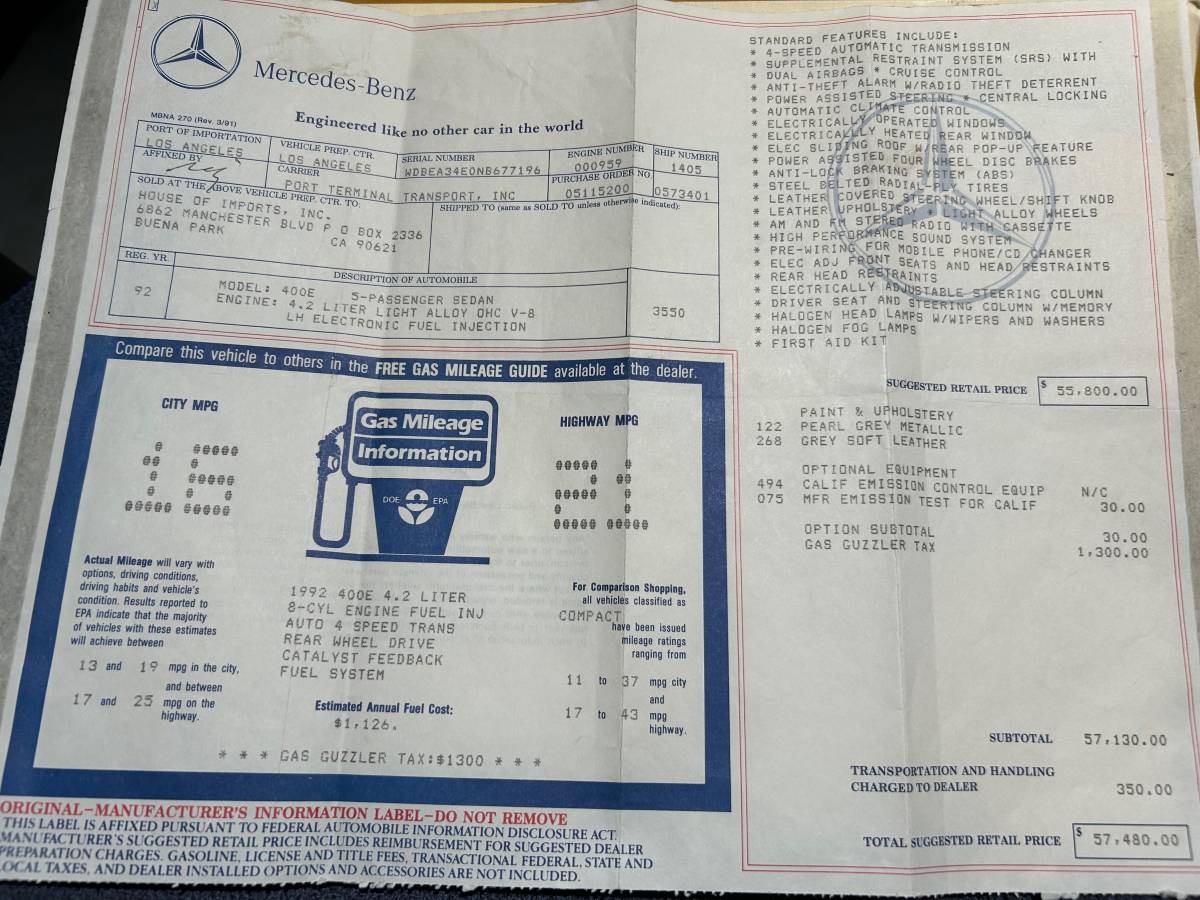 Mercedes-Benz
Engineered like no other car in the world
MBNA 270 (Rev. 3/91)
PORT OF IMPORTATION
LOS ANGELES
VEHICLE PREP. CTR.
LOS ANGELES
SERIAL NUMBER
WDBEA34E0NB677196
ENGINE NUMBER
000959
SHIP NUMBER
1405
AFFIXED BY
CARRIER
PORT TERMINAL TRANSPORT, INC
PURCHASE ORDER NO.
05115200
0573401
SOLD AT THE ABOVE VEHICLE PREP. CTR. TO:
HOUSE OF IMPORTS, INC.
6862 MANCHESTER BLVD P O BOX 2336
BUENA PARK CA 90621
SHIPPED TO (same as SOLD TO unless otherwise indicated):
REG. YR.
92
DESCRIPTION OF AUTOMOBILE
MODEL: 400E 5-PASSENGER SEDAN
ENGINE: 4.2 LITER LIGHT ALLOY OHC V-8
LH ELECTRONIC FUEL INJECTION
3550
Compare this vehicle to others in the FREE GAS MILEAGE GUIDE available at the dealer.
CITY MPG
15
Gas Mileage
Information
DOE EPA
HIGHWAY MPG
21
Actual Mileage will vary with
options, driving conditions,
driving habits and vehicle's
condition. Results reported to
EPA indicate that the majority
of vehicles with these estimates
will achieve between
13 and 19 mpg in the city,
and between
17 and 25 mpg on the
highway.
1992 400E 4.2 LITER
8-CYL ENGINE FUEL INJ
AUTO 4 SPEED TRANS
REAR WHEEL DRIVE
CATALYST FEEDBACK
FUEL SYSTEM
Estimated Annual Fuel Cost:
$1,126.
For Comparison Shopping,
all vehicles classified as
COMPACT
have been issued
mileage ratings
ranging from
11 to 37 mpg city
and
17 to 43 mpg
highway.
* * * GAS GUZZLER TAX:$1300 * * *
ORIGINAL-MANUFACTURER'S INFORMATION LABEL-DO NOT REMOVE
THIS LABEL IS AFFIXED PURSUANT TO FEDERAL AUTOMOBILE INFORMATION DISCLOSURE ACT.
MANUFACTURER'S SUGGESTED RETAIL PRICE INCLUDES REIMBURSEMENT FOR SUGGESTED DEALER
PREPARATION CHARGES. GASOLINE, LICENSE AND TITLE FEES, TRANSACTIONAL FEDERAL, STATE AND
LOCAL TAXES, AND DEALER INSTALLED OPTIONS AND ACCESSORIES ARE NOT INCLUDED.
STANDARD FEATURES INCLUDE:
* 4-SPEED AUTOMATIC TRANSMISSION
* SUPPLEMENTAL RESTRAINT SYSTEM (SRS) WITH
* DUAL AIRBAGS * CRUISE CONTROL
* ANTI-THEFT ALARM W/RADIO THEFT DETERRENT
* POWER ASSISTED STEERING * CENTRAL LOCKING
* AUTOMATIC CLIMATE CONTROL
* ELECTRICALLY OPERATED WINDOWS
* ELECTRICALLLY HEATED REAR WINDOW
* ELEC SLIDING ROOF W/REAR POP-UP FEATURE
* POWER ASSISTED FOUR WHEEL DISC BRAKES
* ANTI-LOCK BRAKING SYSTEM (ABS)
* STEEL BELTED RADIAL-PLY TIRES
* LEATHER COVERED STEERING WHEEL/SHIFT KNOB
* LEATHER UPHOLSTERY * LIGHT ALLOY WHEELS
* AM AND FM STEREO RADIO WITH CASSETTE
* HIGH PERFORMANCE SOUND SYSTEM
* PRE-WIRING FOR MOBILE PHONE/CD CHANGER
* ELEC ADJ FRONT SEATS AND HEAD RESTRAINTS
* REAR HEAD RESTRAINTS
* ELECTRICALLY ADJUSTABLE STEERING COLUMN
* DRIVER SEAT AND STEERING COLUMN W/MEMORY
* HALOGEN HEAD LAMPS W/WIPERS AND WASHERS
* HALOGEN FOG LAMPS
* FIRST AID KIT
SUGGESTED RETAIL PRICE $ 55,800.00
PAINT & UPHOLSTERY
122 PEARL GREY METALLIC
268 GREY SOFT LEATHER
OPTIONAL EQUIPMENT
494 CALIF EMISSION CONTROL EQUIP N/C
075 MFR EMISSION TEST FOR CALIF 30.00
OPTION SUBTOTAL 30.00
GAS GUZZLER TAX 1,300.00
SUBTOTAL 57,130.00
TRANSPORTATION AND HANDLING
CHARGED TO DEALER 350.00
TOTAL SUGGESTED RETAIL PRICE $ 57,480.00